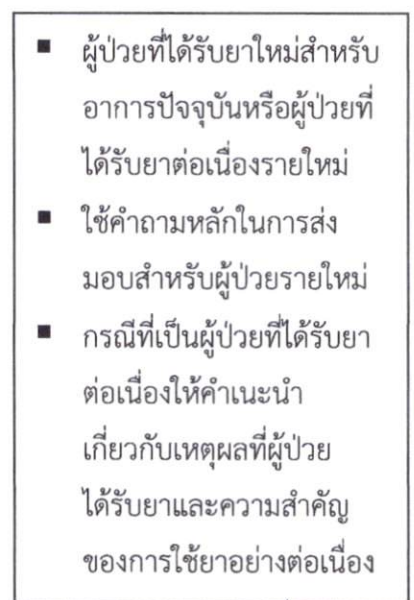 ▪ ผู้ป่วยที่ได้รับยาใหม่สำหรับ
อาการปัจจุบันหรือผู้ป่วยที่
ได้รับยาต่อเนื่องรายใหม่
▪ ใช้คำถามหลักในการส่ง
มอบสำหรับผู้ป่วยรายใหม่
▪ กรณีที่เป็นผู้ป่วยที่ได้รับยา
ต่อเนื่องให้คำแนะนำ
เกี่ยวกับเหตุผลที่ผู้ป่วย
ได้รับยาและความสำคัญ
ของการใช้ยาอย่างต่อเนื่อง